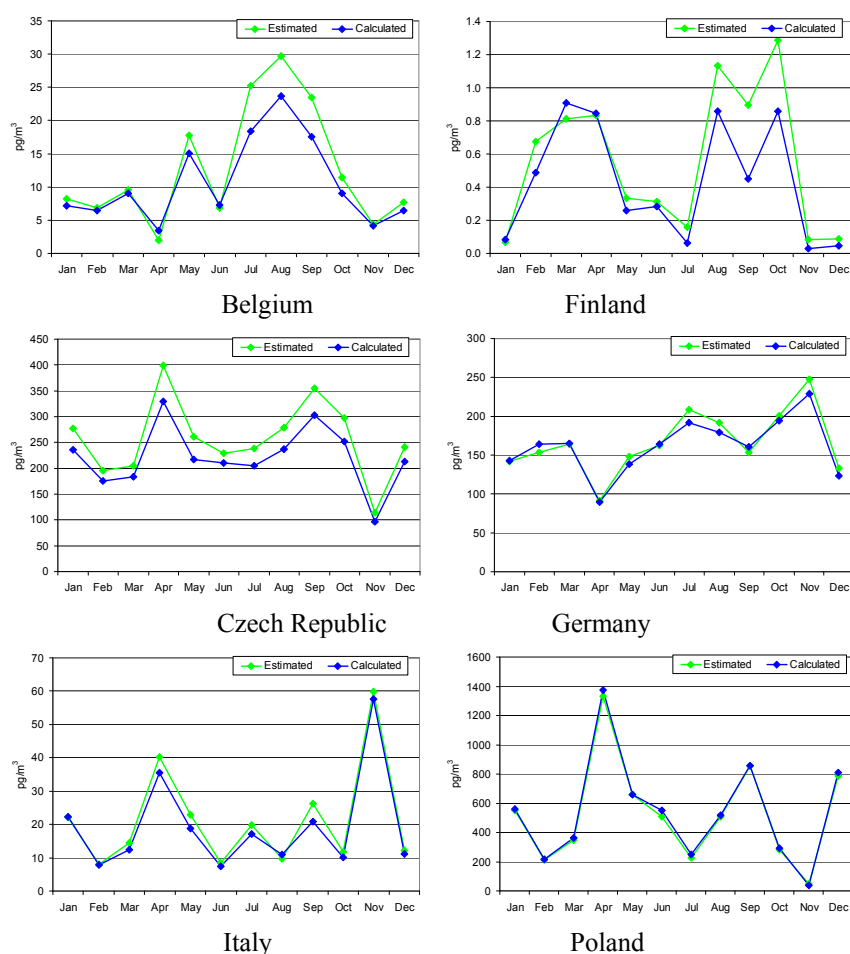 35
30
25
20
15
10
5
0
pg/m³
Estimated Calculated
Jan Feb Mar Apr May Jun Jul Aug Sep Oct Nov Dec
Belgium
1.4
1.2
1.0
0.8
0.6
0.4
0.2
0.0
pg/m³
Estimated Calculated
Jan Feb Mar Apr May Jun Jul Aug Sep Oct Nov Dec
Finland
450
400
350
300
250
200
150
100
50
0
pg/m³
Estimated Calculated
Jan Feb Mar Apr May Jun Jul Aug Sep Oct Nov Dec
Czech Republic
300
250
200
150
100
50
0
pg/m³
Estimated Calculated
Jan Feb Mar Apr May Jun Jul Aug Sep Oct Nov Dec
Germany
70
60
50
40
30
20
10
0
pg/m³
Estimated Calculated
Jan Feb Mar Apr May Jun Jul Aug Sep Oct Nov Dec
Italy
1600
1400
1200
1000
800
600
400
200
0
pg/m³
Estimated Calculated
Jan Feb Mar Apr May Jun Jul Aug Sep Oct Nov Dec
Poland